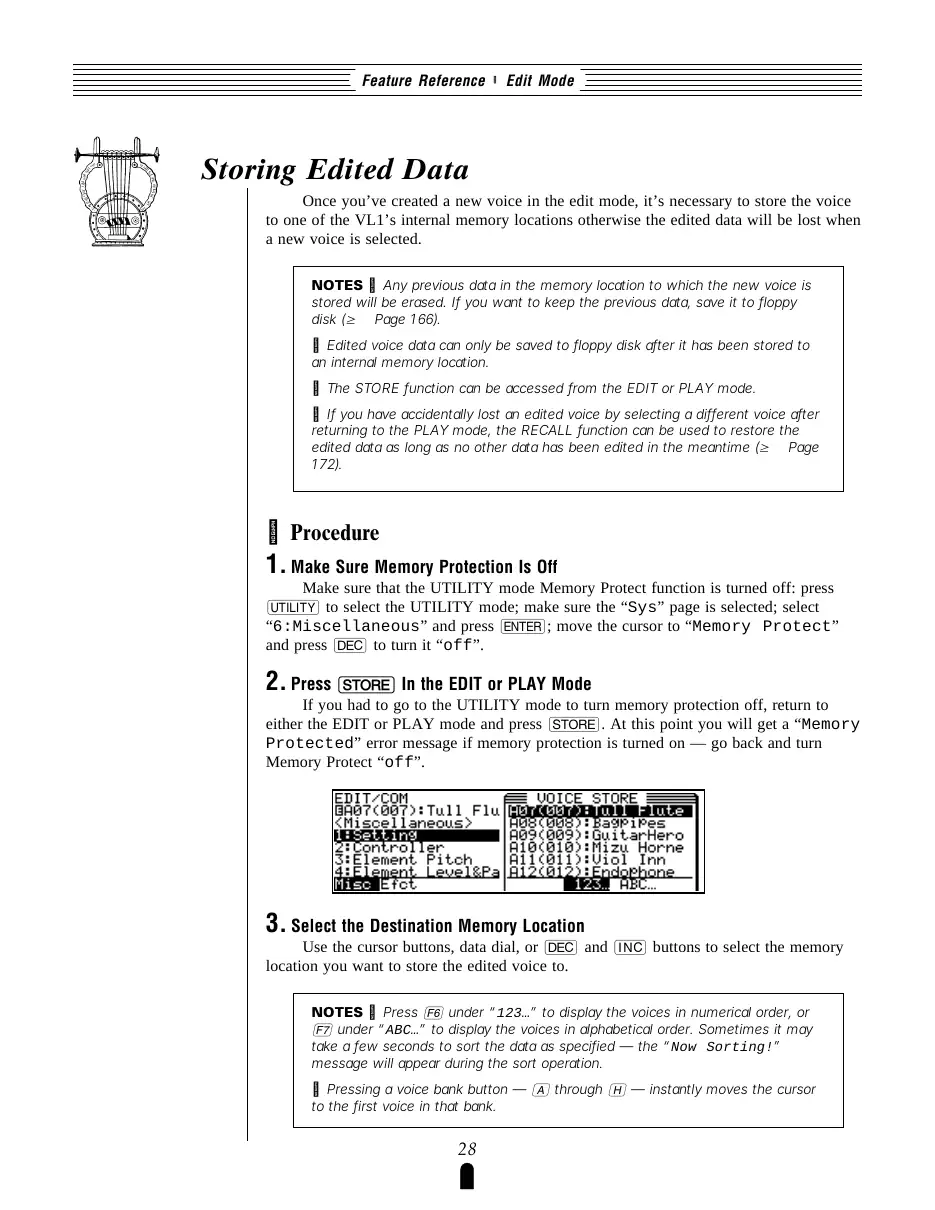 Feature Reference Edit Mode
Storing Edited Data
Once you’ve created a new voice in the edit mode, it’s necessary to store the voice
to one of the VL1’s internal memory locations otherwise the edited data will be lost when
a new voice is selected.
NOTES Any previous data in the memory location to which the new voice is
stored will be erased. If you want to keep the previous data, save it to floppy
disk (≥ Page 166).
Edited voice data can only be saved to floppy disk after it has been stored to
an internal memory location.
The STORE function can be accessed from the EDIT or PLAY mode.
If you have accidentally lost an edited voice by selecting a different voice after
returning to the PLAY mode, the RECALL function can be used to restore the
edited data as long as no other data has been edited in the meantime (≥ Page
172).
Procedure
1. Make Sure Memory Protection Is Off
Make sure that the UTILITY mode Memory Protect function is turned off: press
UTILITY to select the UTILITY mode; make sure the “Sys” page is selected; select
“6:Miscellaneous” and press ENTER; move the cursor to “Memory Protect”
and press DEC to turn it “off”.
2. Press STORE In the EDIT or PLAY Mode
If you had to go to the UTILITY mode to turn memory protection off, return to
either the EDIT or PLAY mode and press STORE. At this point you will get a “Memory
Protected” error message if memory protection is turned on — go back and turn
Memory Protect “off”.
EDIT/COM VOICE STORE
EA07(007):Tull Flu A07(007):Tull Flute
<Miscellaneous> A08(008):Bagpipes
1:Setting A09(009):GuitarHero
2:Controller A10(010):Mizu Horne
3:Element Pitch A11(011):Viol Inn
4:Element Level&Pa A12(012):Endophone
Misc Efct 123… ABC…
3. Select the Destination Memory Location
Use the cursor buttons, data dial, or DEC and INC buttons to select the memory
location you want to store the edited voice to.
NOTES Press F6 under “123…” to display the voices in numerical order, or
F7 under “ABC…” to display the voices in alphabetical order. Sometimes it may
take a few seconds to sort the data as specified — the “Now Sorting!”
message will appear during the sort operation.
Pressing a voice bank button — A through H — instantly moves the cursor
to the first voice in that bank.
28